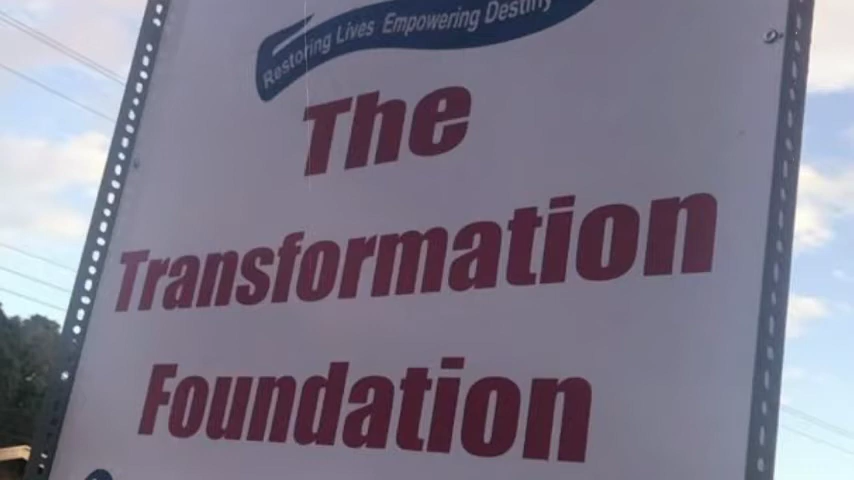 Restoring Lives Empowering Destiny
The
Transformation
Foundation